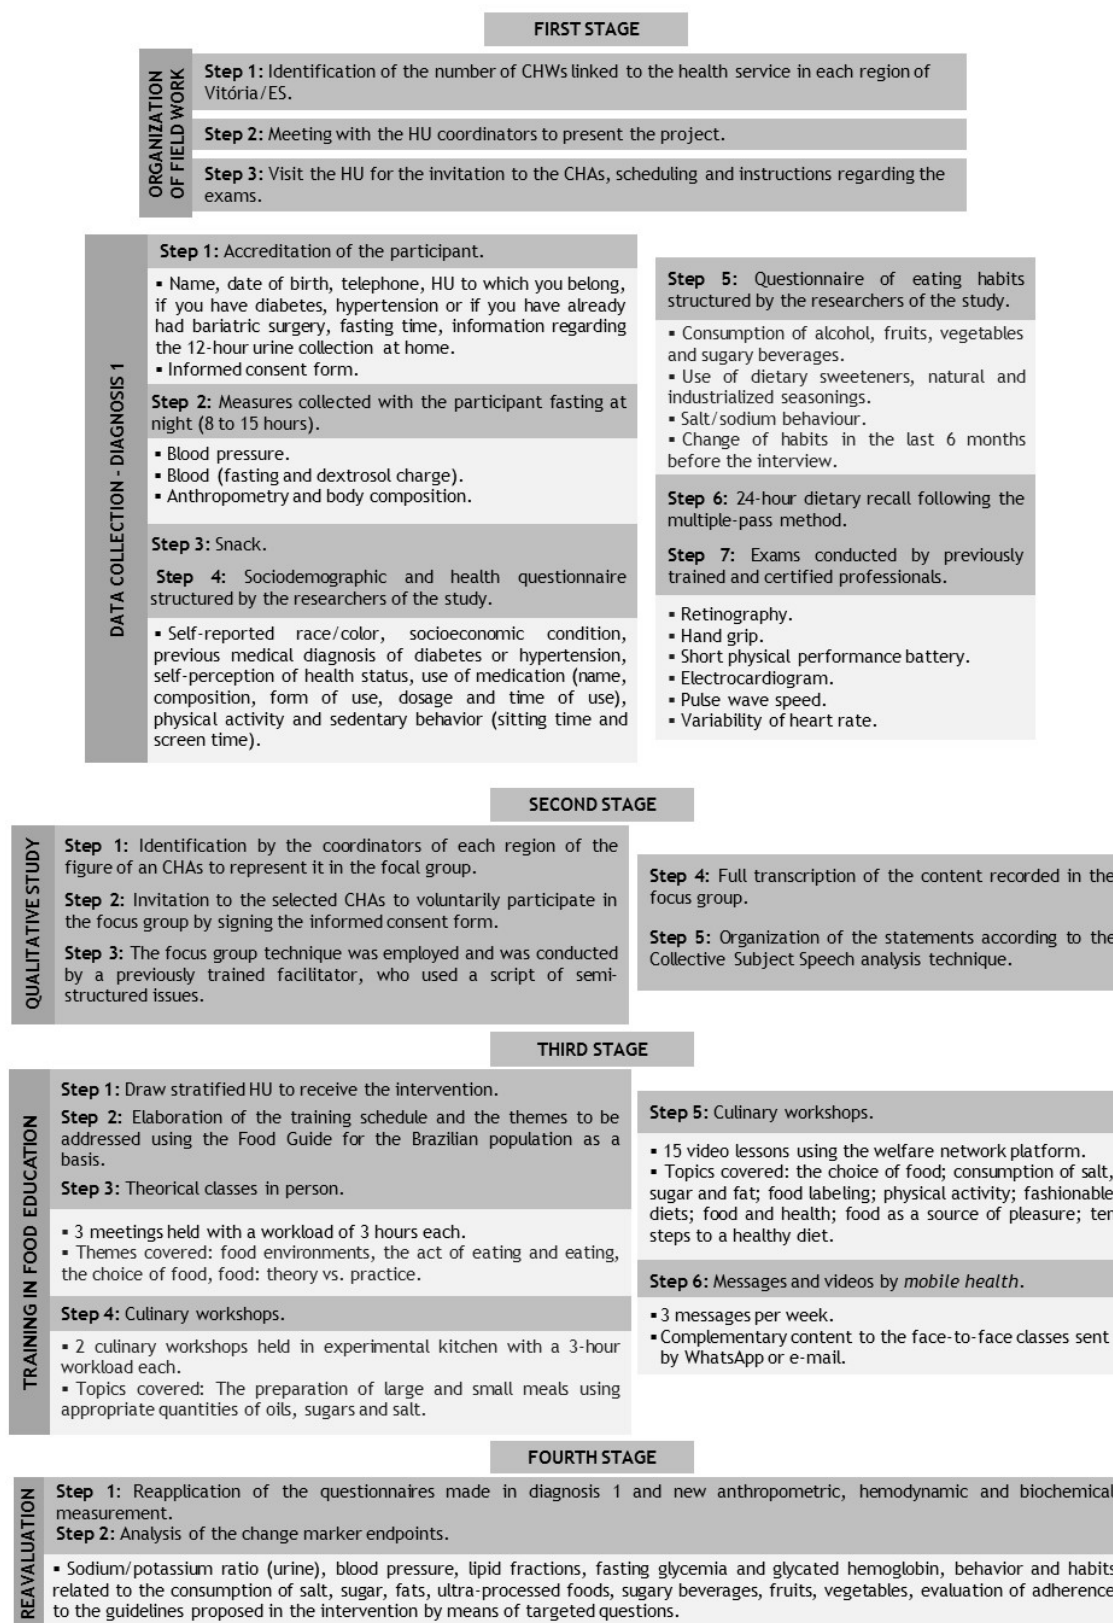 FIRST STAGE
ORGANIZATION
OF FIELD WORK
Step 1: Identification of the number of CHWs linked to the health service in each region of
Vitória/ES.
Step 2: Meeting with the HU coordinators to present the project.
Step 3: Visit the HU for the invitation to the CHAs, scheduling and instructions regarding the
exams.
DATA COLLECTION - DIAGNOSIS 1
Step 1: Accreditation of the participant.
▪ Name, date of birth, telephone, HU to which you belong,
if you have diabetes, hypertension or if you have already
had bariatric surgery, fasting time, information regarding
the 12-hour urine collection at home.
▪ Informed consent form.
Step 2: Measures collected with the participant fasting at
night (8 to 15 hours).
▪ Blood pressure.
▪ Blood (fasting and dextrosol charge).
▪ Anthropometry and body composition.
Step 3: Snack.
Step 4: Sociodemographic and health questionnaire
structured by the researchers of the study.
▪ Self-reported race/color, socioeconomic condition,
previous medical diagnosis of diabetes or hypertension,
self-perception of health status, use of medication (name,
composition, form of use, dosage and time of use),
physical activity and sedentary behavior (sitting time and
screen time).
Step 5: Questionnaire of eating habits
structured by the researchers of the study.
▪ Consumption of alcohol, fruits, vegetables
and sugary beverages.
▪ Use of dietary sweeteners, natural and
industrialized seasonings.
▪ Salt/sodium behaviour.
▪ Change of habits in the last 6 months
before the interview.
Step 6: 24-hour dietary recall following the
multiple-pass method.
Step 7: Exams conducted by previously
trained and certified professionals.
▪ Retinography.
▪ Hand grip.
▪ Short physical performance battery.
▪ Electrocardiogram.
▪ Pulse wave speed.
▪ Variability of heart rate.
SECOND STAGE
QUALITATIVE STUDY
Step 1: Identification by the coordinators of each region of the
figure of an CHAs to represent it in the focal group.
Step 2: Invitation to the selected CHAs to voluntarily participate in
the focus group by signing the informed consent form.
Step 3: The focus group technique was employed and was conducted
by a previously trained facilitator, who used a script of semi-
structured issues.
Step 4: Full transcription of the content recorded in the
focus group.
Step 5: Organization of the statements according to the
Collective Subject Speech analysis technique.
THIRD STAGE
TRAINING IN FOOD EDUCATION
Step 1: Draw stratified HU to receive the intervention.
Step 2: Elaboration of the training schedule and the themes to be
addressed using the Food Guide for the Brazilian population as a
basis.
Step 3: Theorical classes in person.
▪ 3 meetings held with a workload of 3 hours each.
▪ Themes covered: food environments, the act of eating and eating,
the choice of food, food: theory vs. practice.
Step 4: Culinary workshops.
▪ 2 culinary workshops held in experimental kitchen with a 3-hour
workload each.
▪ Topics covered: The preparation of large and small meals using
appropriate quantities of oils, sugars and salt.
Step 5: Culinary workshops.
▪ 15 video lessons using the welfare network platform.
▪ Topics covered: the choice of food; consumption of salt,
sugar and fat; food labeling; physical activity; fashionable
diets; food and health; food as a source of pleasure; ten
steps to a healthy diet.
Step 6: Messages and videos by mobile health.
▪ 3 messages per week.
▪ Complementary content to the face-to-face classes sent
by WhatsApp or e-mail.
FOURTH STAGE
REAVALUATION
Step 1: Reapplication of the questionnaires made in diagnosis 1 and new anthropometric, hemodynamic and biochemical
measurement.
Step 2: Analysis of the change marker endpoints.
▪ Sodium/potassium ratio (urine), blood pressure, lipid fractions, fasting glycemia and glycated hemoglobin, behavior and habits
related to the consumption of salt, sugar, fats, ultra-processed foods, sugary beverages, fruits, vegetables, evaluation of adherence
to the guidelines proposed in the intervention by means of targeted questions.